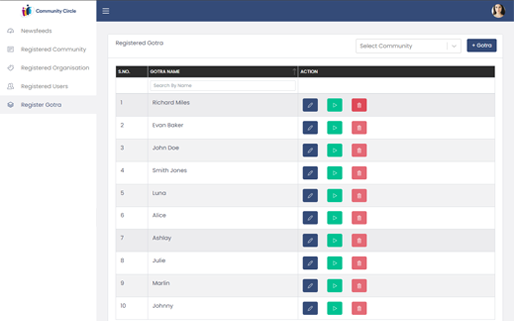 Community Circle
Newsfeeds
Registered Community
Registered Organisation
Registered Users
Register Gotra
Registered Gotra
Select Community
+ Gotra
S.NO. GOTRA NAME ACTION
Search By Name
1 Richard Miles
2 Evan Baker
3 John Doe
4 Smith Jones
5 Luna
6 Alice
7 Ashlay
8 Julie
9 Marlin
10 Johnny